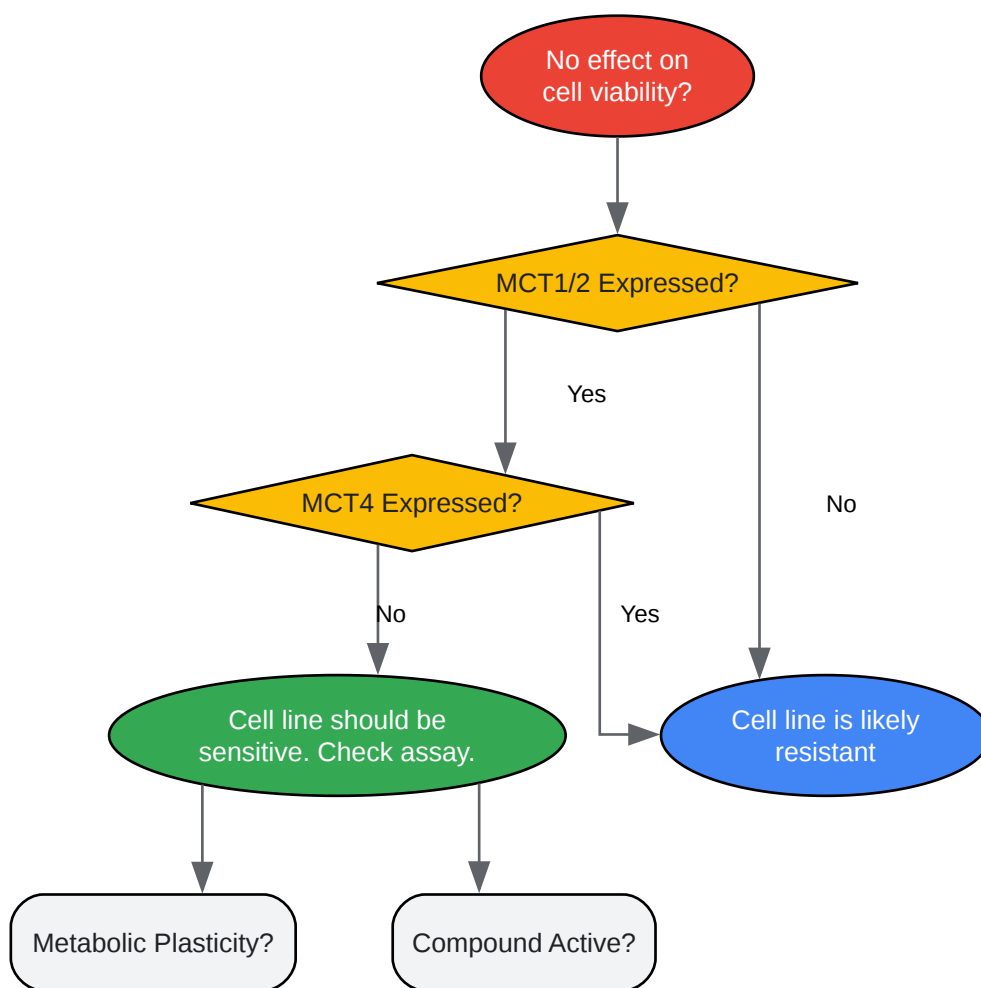 No effect on
cell viability?
MCT1/2 Expressed?
Yes
MCT4 Expressed?
No
No
Yes
Cell line should be
sensitive. Check assay.
Cell line is likely
resistant
Metabolic Plasticity?
Compound Active?